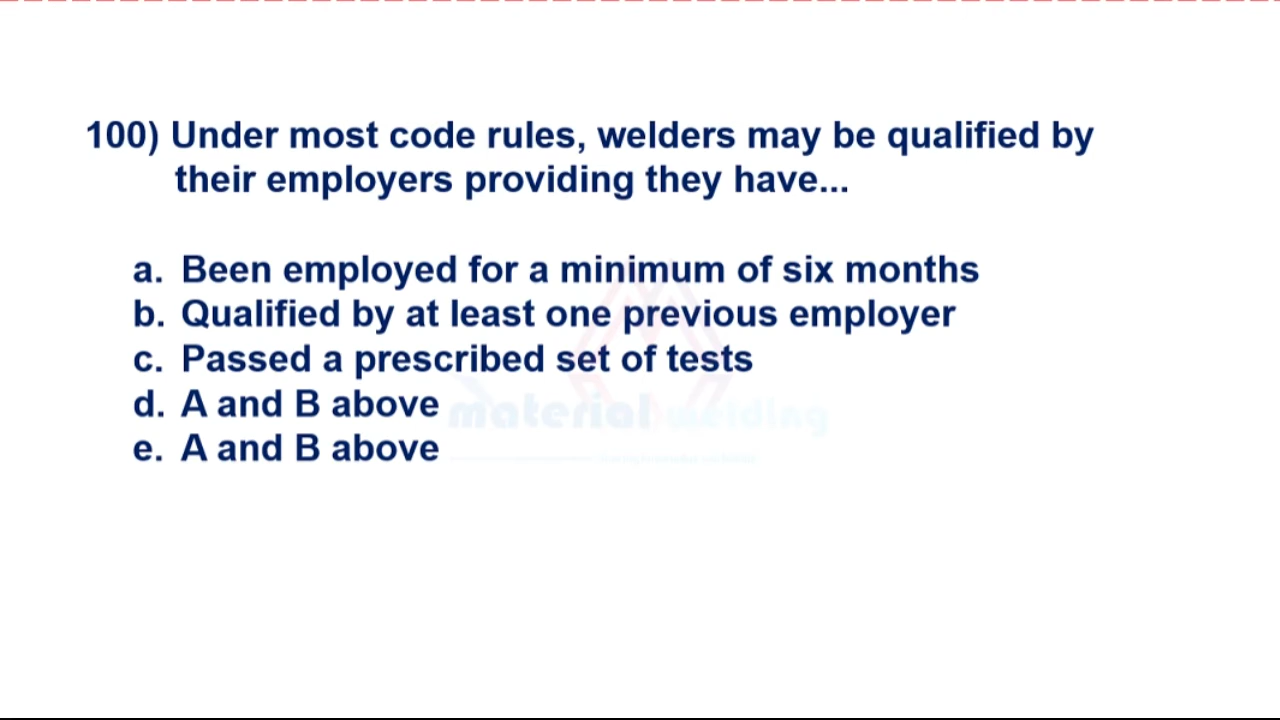 100) Under most code rules, welders may be qualified by
their employers providing they have...
a. Been employed for a minimum of six months
b. Qualified by at least one previous employer
c. Passed a prescribed set of tests
d. A and B above
e. A and B above
material welding